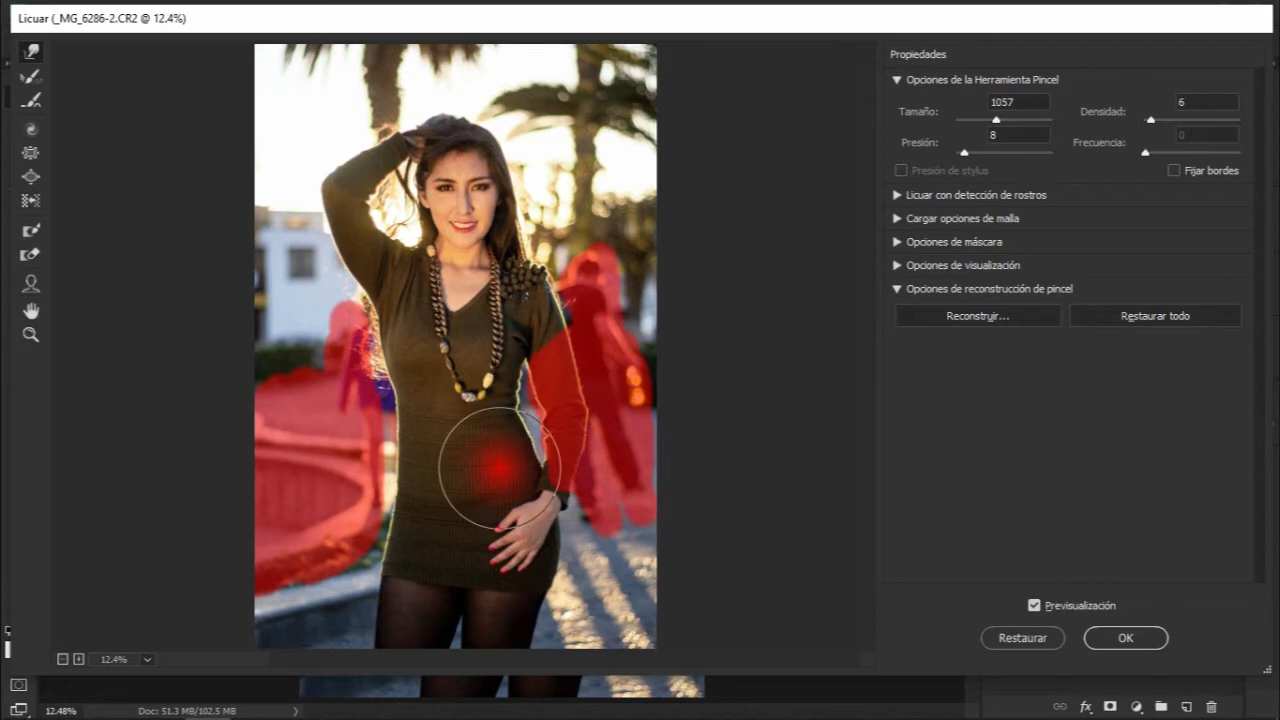 Licuar (_MG_6286-2.CR2 @ 12.4%)
Propiedades
Opciones de la Herramienta Pincel
Tamaño: 1057 Densidad: 6
Presión: 8 Frecuencia: 0
Presión de stylus Fijar bordes
Licuar con detección de rostros
Cargar opciones de malla
Opciones de máscara
Opciones de visualización
Opciones de reconstrucción de pincel
Reconstruir... Restaurar todo
Previsualización
Restaurar OK
12.4%
12.48% Doc: 51.3 MB/102.5 MB
fx